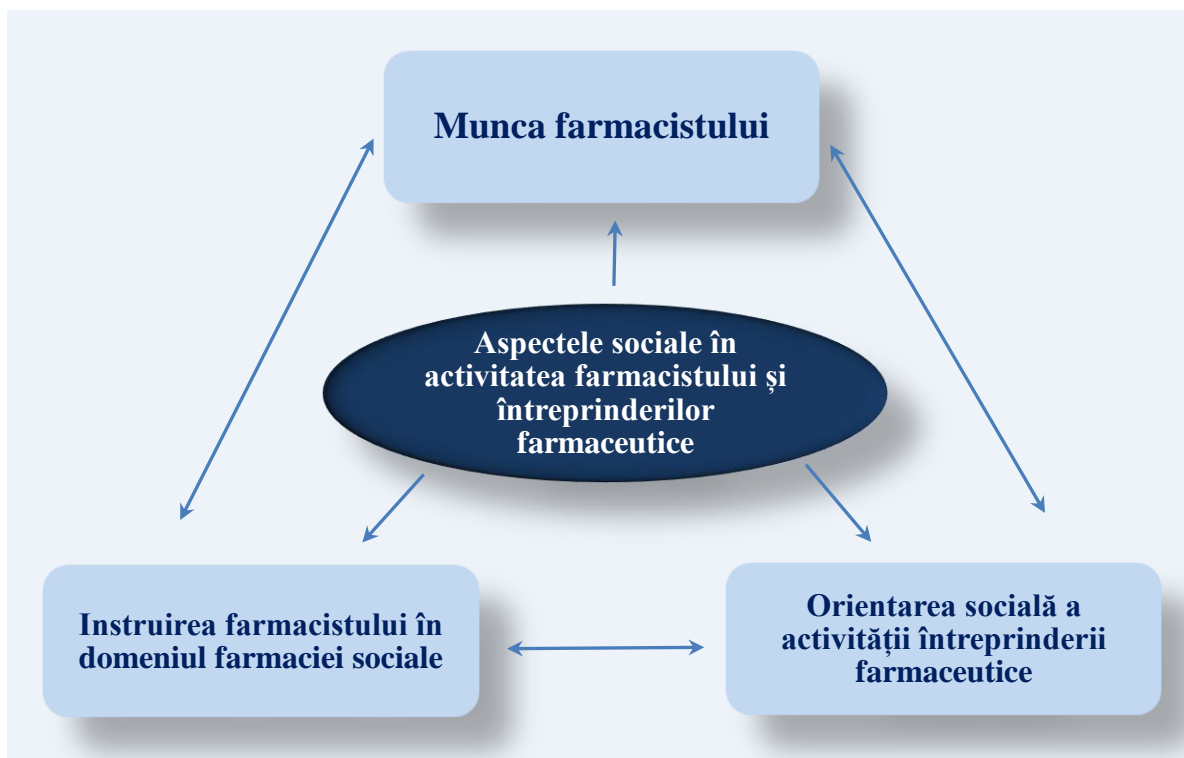 Munca farmacistului
Aspectele sociale în
activitatea farmacistului și
întreprinderilor
farmaceutice
Instruirea farmacistului în
domeniul farmaciei sociale
Orientarea socială a
activității întreprinderii
farmaceutice